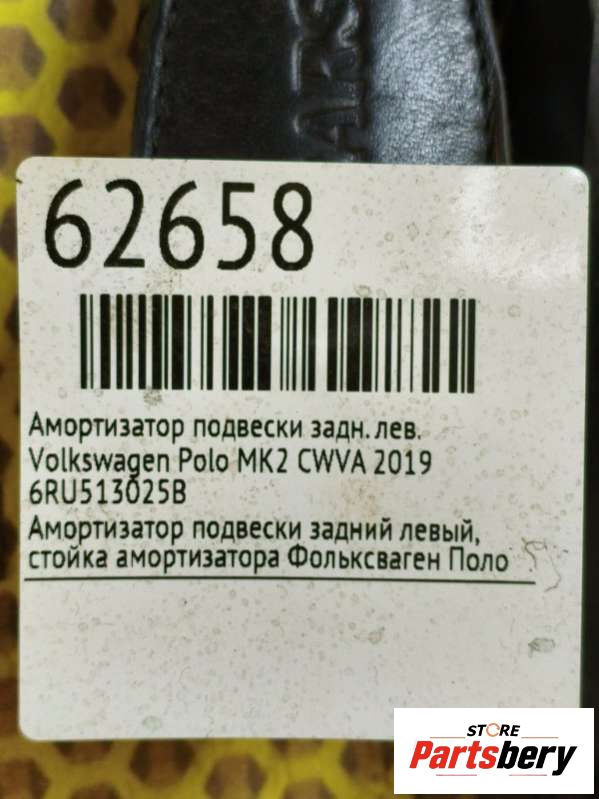 62658
Амортизатор подвески задн. лев.
Volkswagen Polo MK2 CWVA 2019
6RU513025B
Амортизатор подвески задний левый,
стойка амортизатора Фольксваген Поло
STORE
Partsbery